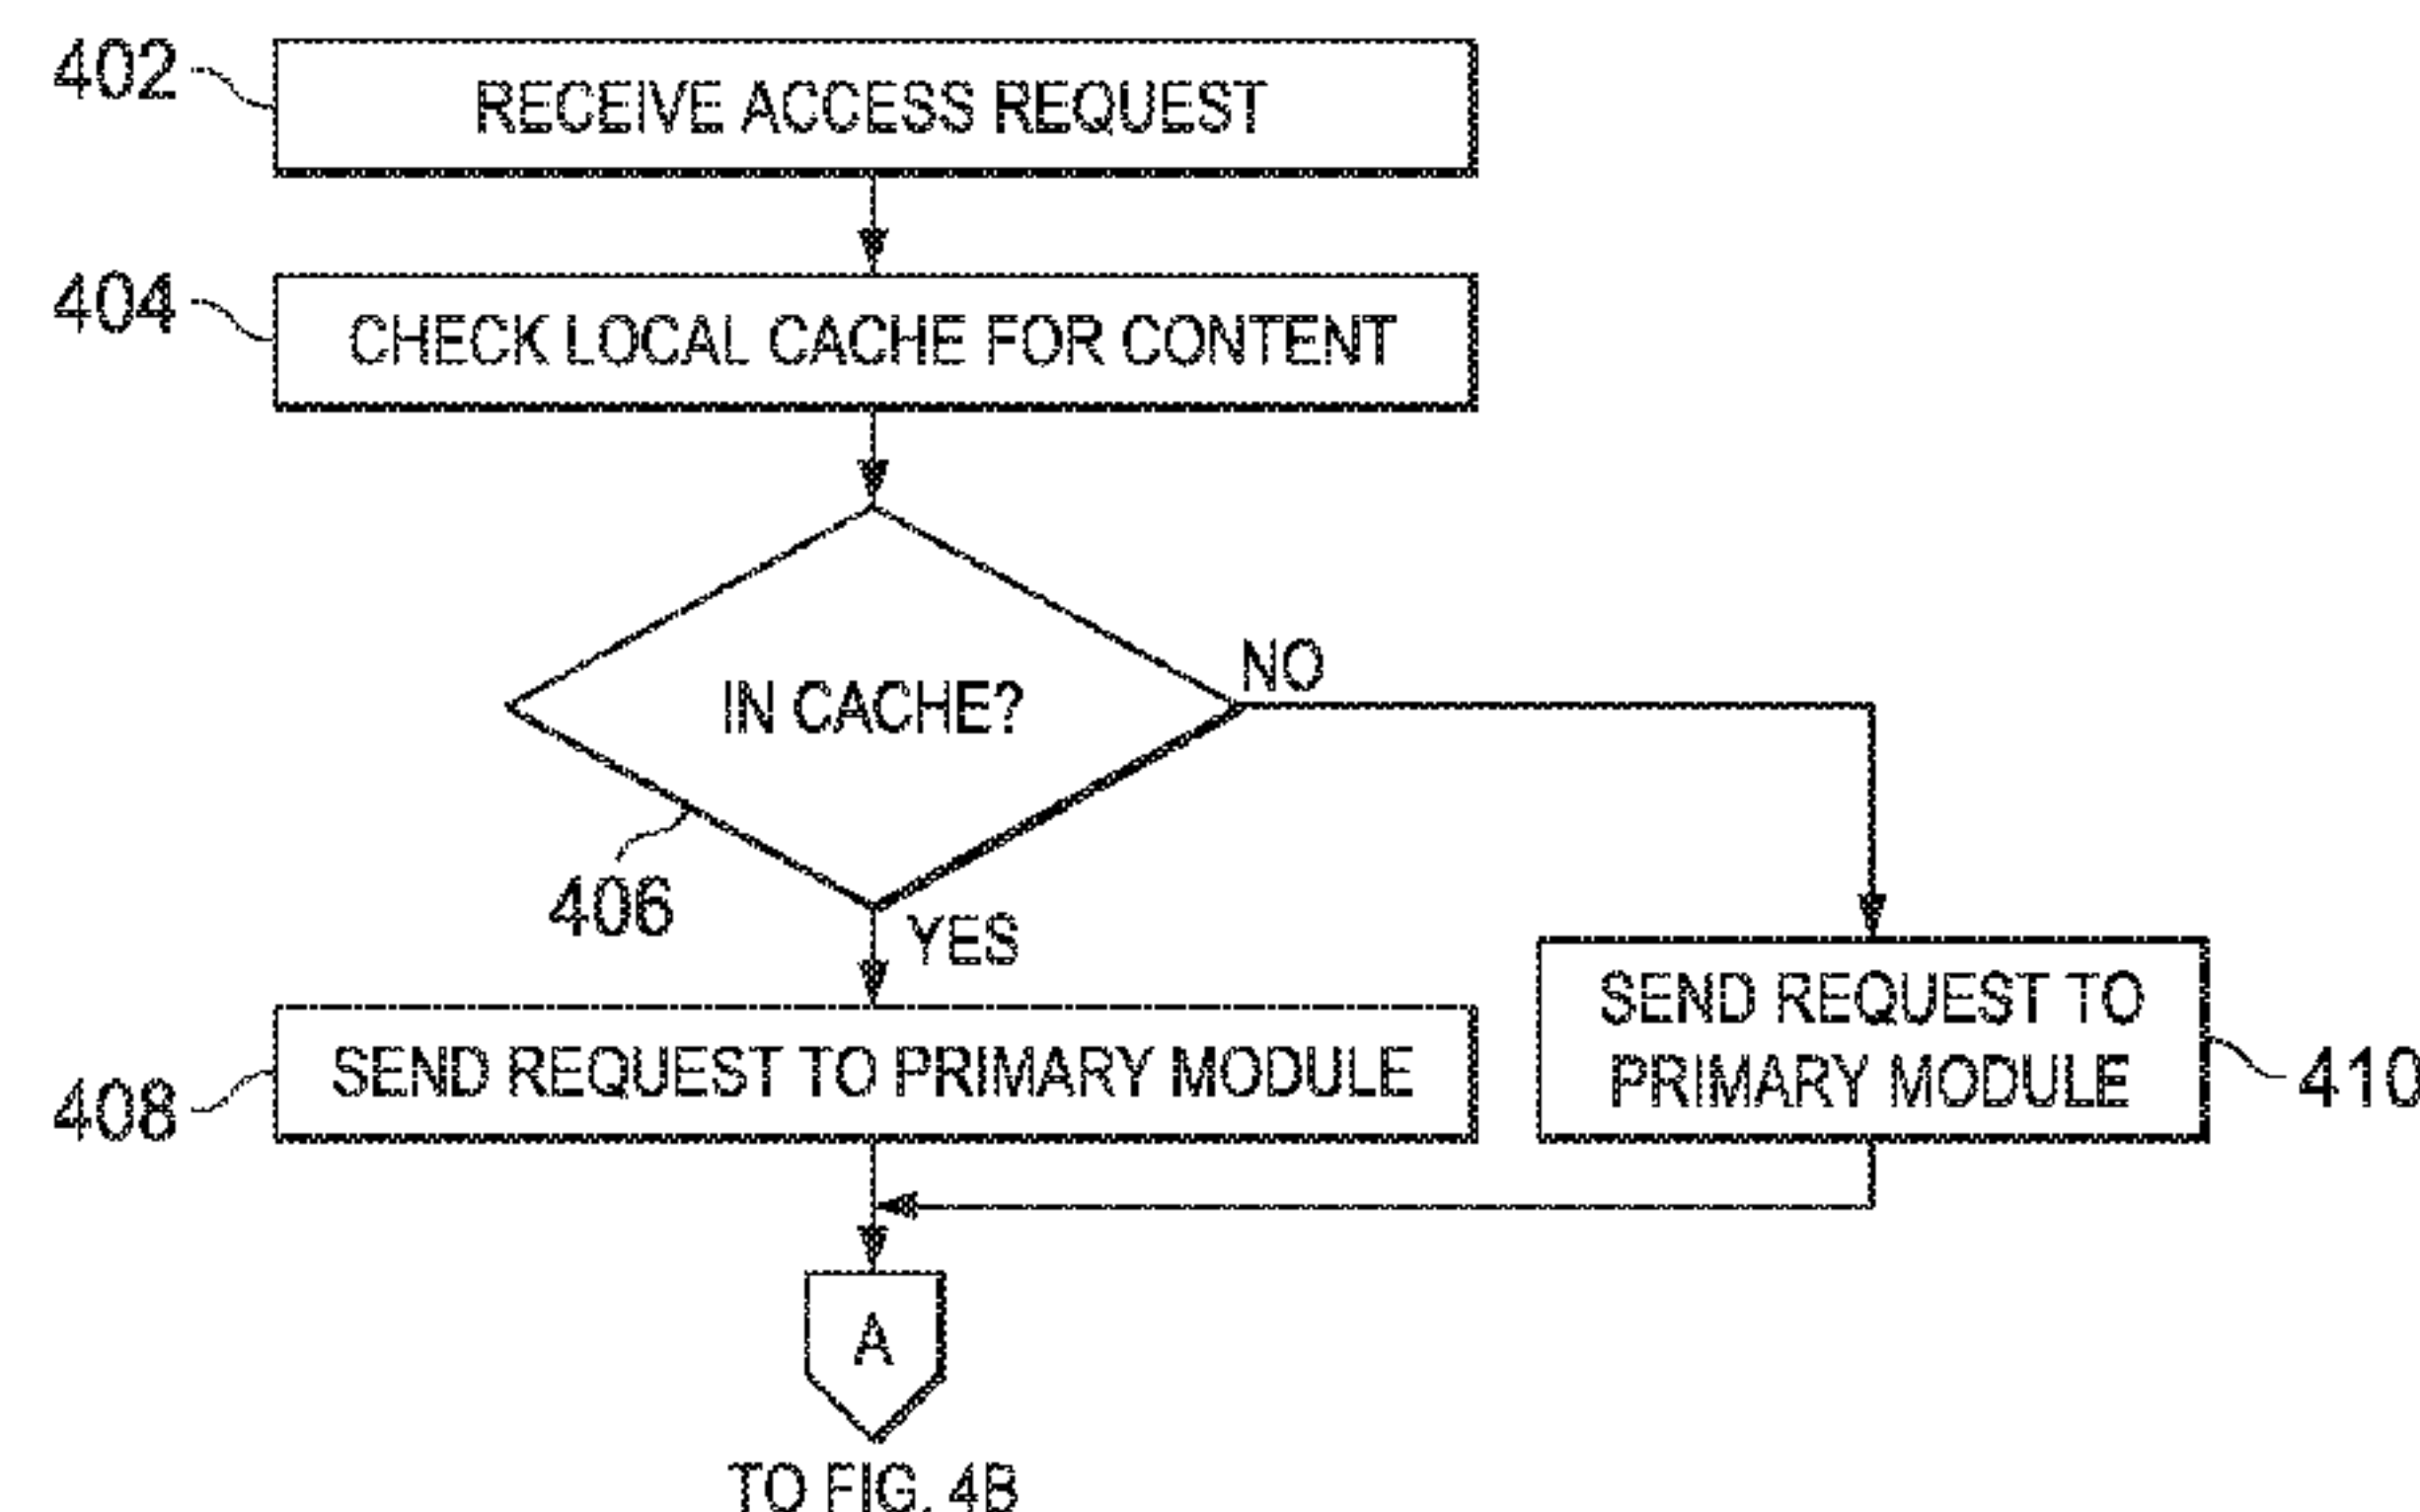 402
RECEIVE ACCESS REQUEST
404
CHECK LOCAL CACHE FOR CONTENT
IN CACHE?
NO
406
YES
408
SEND REQUEST TO PRIMARY MODULE
SEND REQUEST TO
PRIMARY MODULE
410
A
TO FIG. 4B